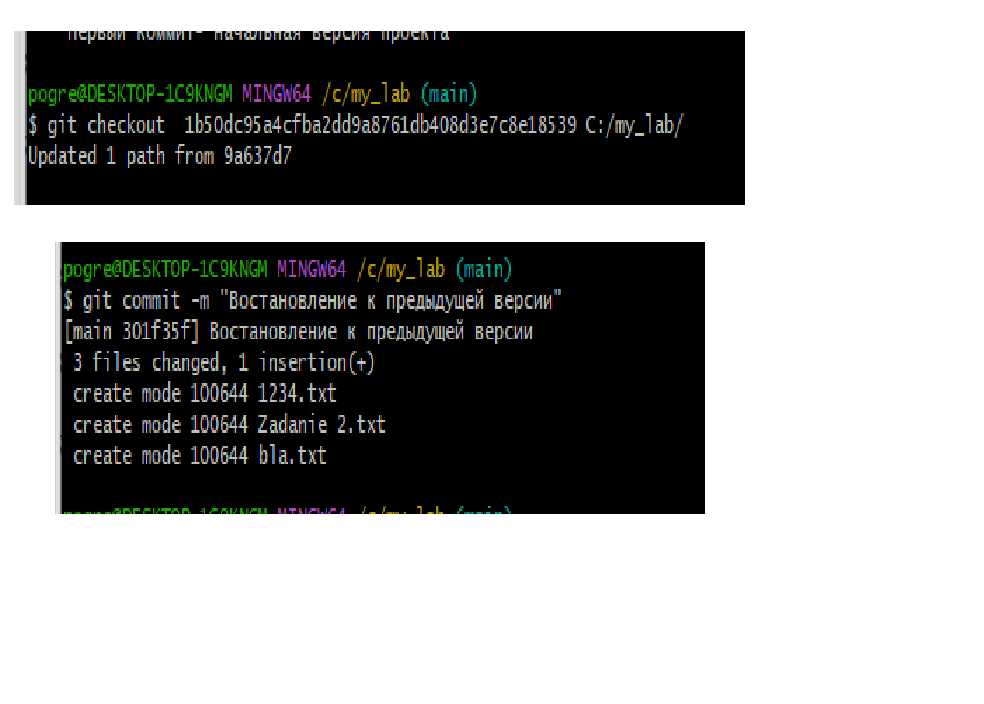 первый коммит- начальная версия проекта
pogre@DESKTOP-1C9KNGM MINGW64 /c/my_lab (main)
$ git checkout  1b50dc95a4cfba2dd9a8761db408d3e7c8e18539 C:/my_lab/
Updated 1 path from 9a637d7
pogre@DESKTOP-1C9KNGM MINGW64 /c/my_lab (main)
$ git commit -m "Востановление к предыдущей версии"
[main 301f35f] Востановление к предыдущей версии
 3 files changed, 1 insertion(+)
 create mode 100644 1234.txt
 create mode 100644 Zadanie 2.txt
 create mode 100644 bla.txt
pogre@DESKTOP-1C9KNGM MINGW64 /c/my_lab (main)